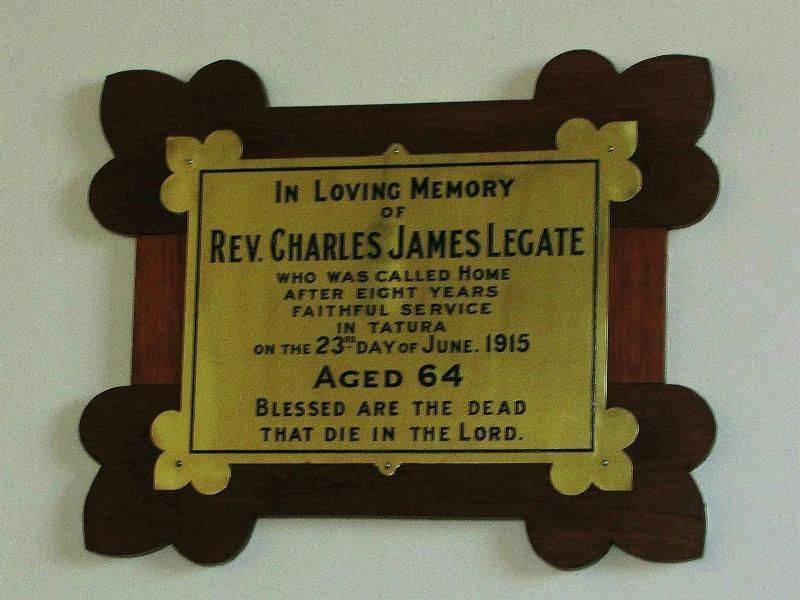 In Loving Memory
OF
REV. CHARLES JAMES LEGATE
WHO WAS CALLED HOME
AFTER EIGHT YEARS
FAITHFUL SERVICE
IN TATURA
ON THE 23RD DAY OF JUNE. 1915
AGED 64
BLESSED ARE THE DEAD
THAT DIE IN THE LORD.